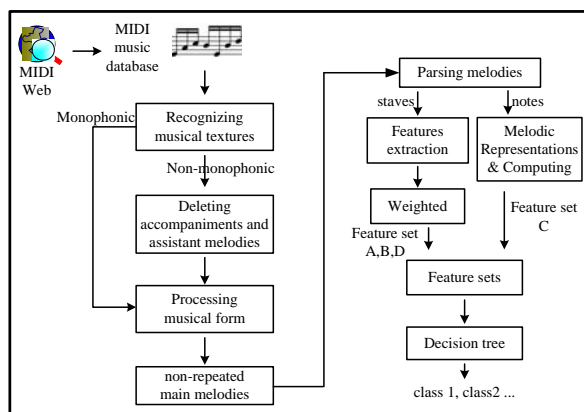 MIDI
Web
MIDI
music
database
Monophonic
Recognizing
musical textures
Non-monophonic
Deleting
accompaniments and
assistant melodies
Processing
musical form
non-repeated
main melodies
Parsing melodies
staves
notes
Features
extraction
Melodic
Representations
& Computing
Weighted
Feature set
A,B,D
Feature set
C
Feature sets
Decision tree
class 1, class2 ...